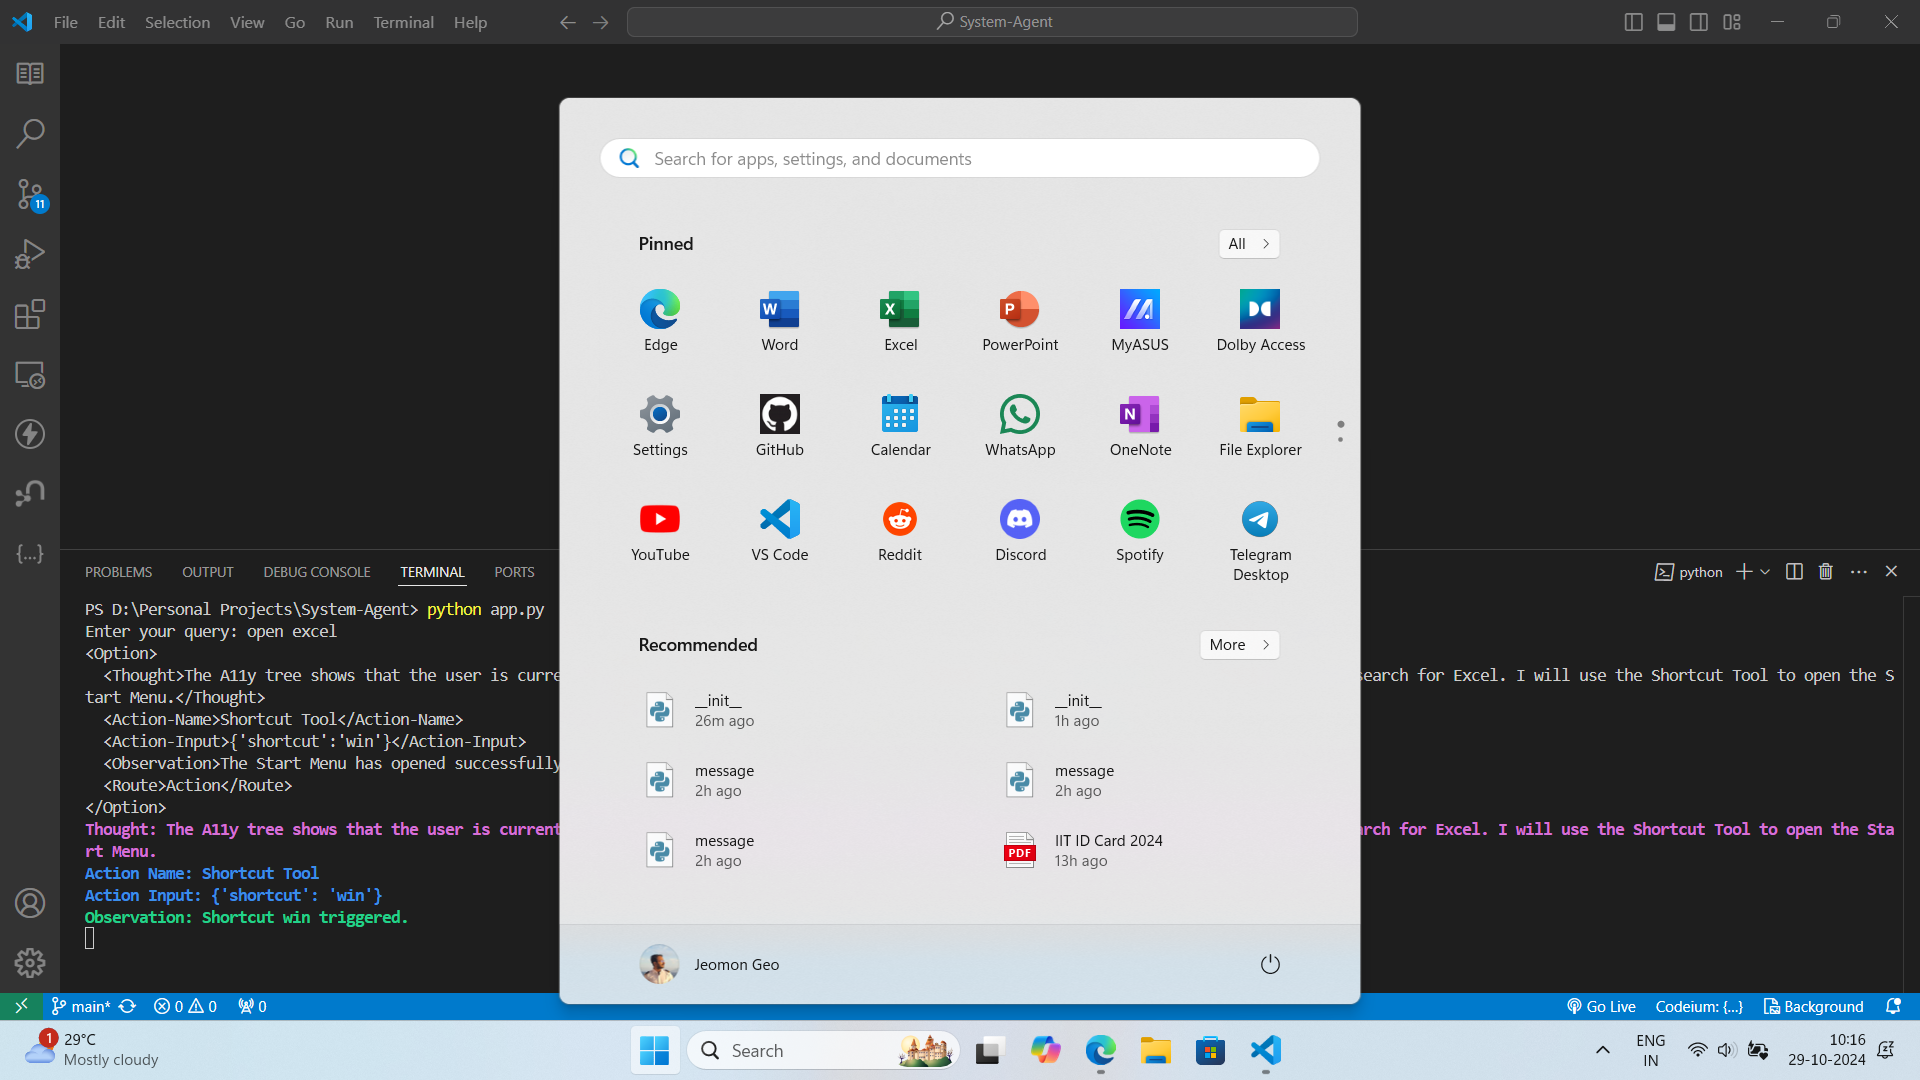 File Edit Selection View Go Run Terminal Help
System-Agent
11
Search for apps, settings, and documents
Pinned
All
Edge
Word
Excel
PowerPoint
MyASUS
Dolby Access
Settings
GitHub
Calendar
WhatsApp
OneNote
File Explorer
YouTube
VS Code
Reddit
Discord
Spotify
Telegram
Desktop
Recommended
More
__init__
26m ago
__init__
1h ago
message
2h ago
message
2h ago
message
2h ago
PDF
IIT ID Card 2024
13h ago
Jeomon Geo
PROBLEMS OUTPUT DEBUG CONSOLE TERMINAL PORTS
python
PS D:\Personal Projects\System-Agent> python app.py
Enter your query: open excel
<Option>
<Thought>The A11y tree shows that the user is curre
search for Excel. I will use the Shortcut Tool to open the S
tart Menu.</Thought>
<Action-Name>Shortcut Tool</Action-Name>
<Action-Input>{'shortcut':'win'}</Action-Input>
<Observation>The Start Menu has opened successfully
<Route>Action</Route>
</Option>
Thought: The A11y tree shows that the user is current
arch for Excel. I will use the Shortcut Tool to open the Sta
rt Menu.
Action Name: Shortcut Tool
Action Input: {'shortcut': 'win'}
Observation: Shortcut win triggered.
main* 0 0 0
Go Live Codeium: {...} Background
1
29°C
Mostly cloudy
Search
ENG
IN
10:16
29-10-2024